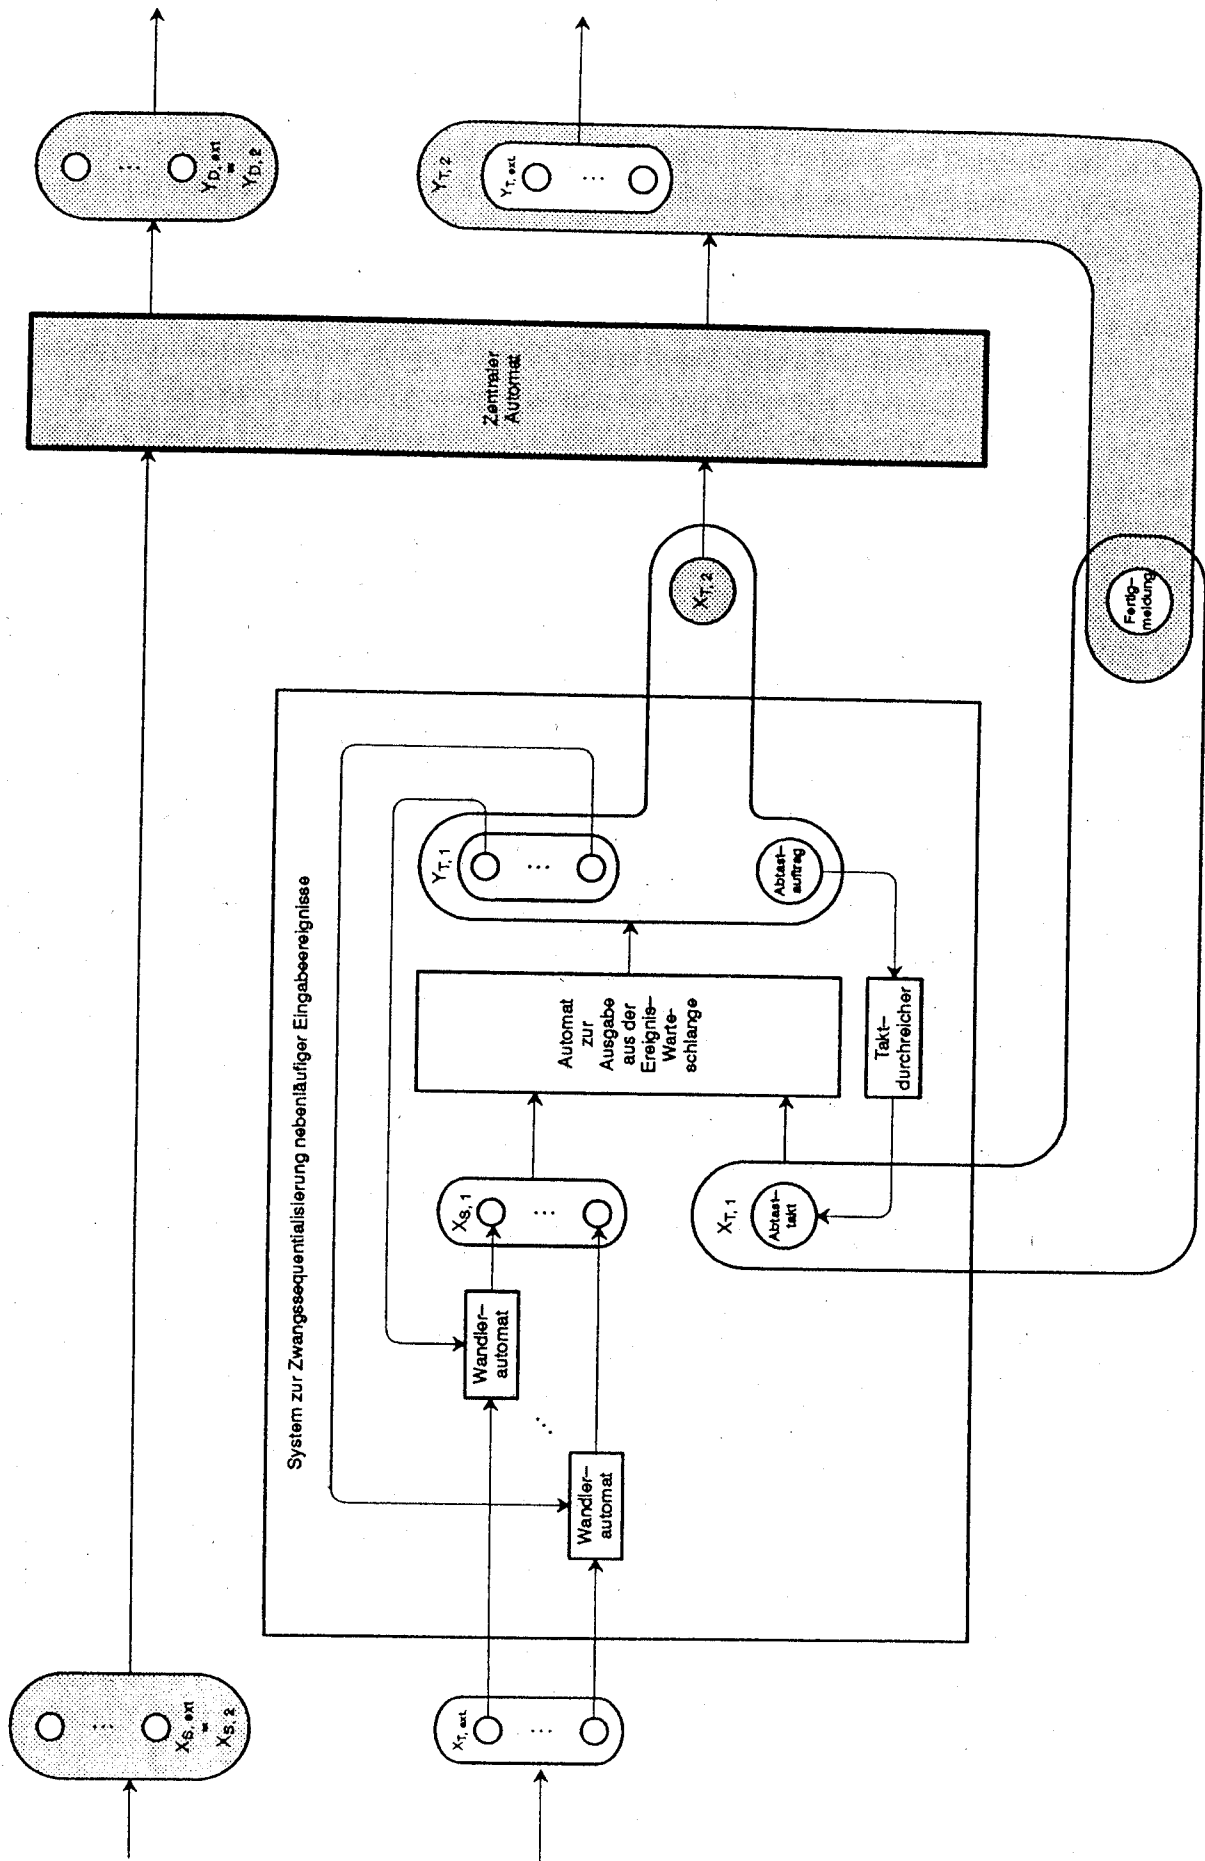 System zur Zwangssequentialisierung nebenläufiger Eingabeereignisse
X_S, ext
=
X_S, 2
X_T, ext.
Wandler–
automat
Wandler–
automat
X_S, 1
X_T, 1
Abtast–
takt
Automat
zur
Ausgabe
aus der
Ereignis–
Warte–
schlange
Takt–
durchreicher
Y_T, 1
Abtast–
auftrag
X_T, 2
Fertig–
meldung
Zentraler
Automat
Y_D, ext
=
Y_D, 2
Y_T, 2
Y_T, ext.